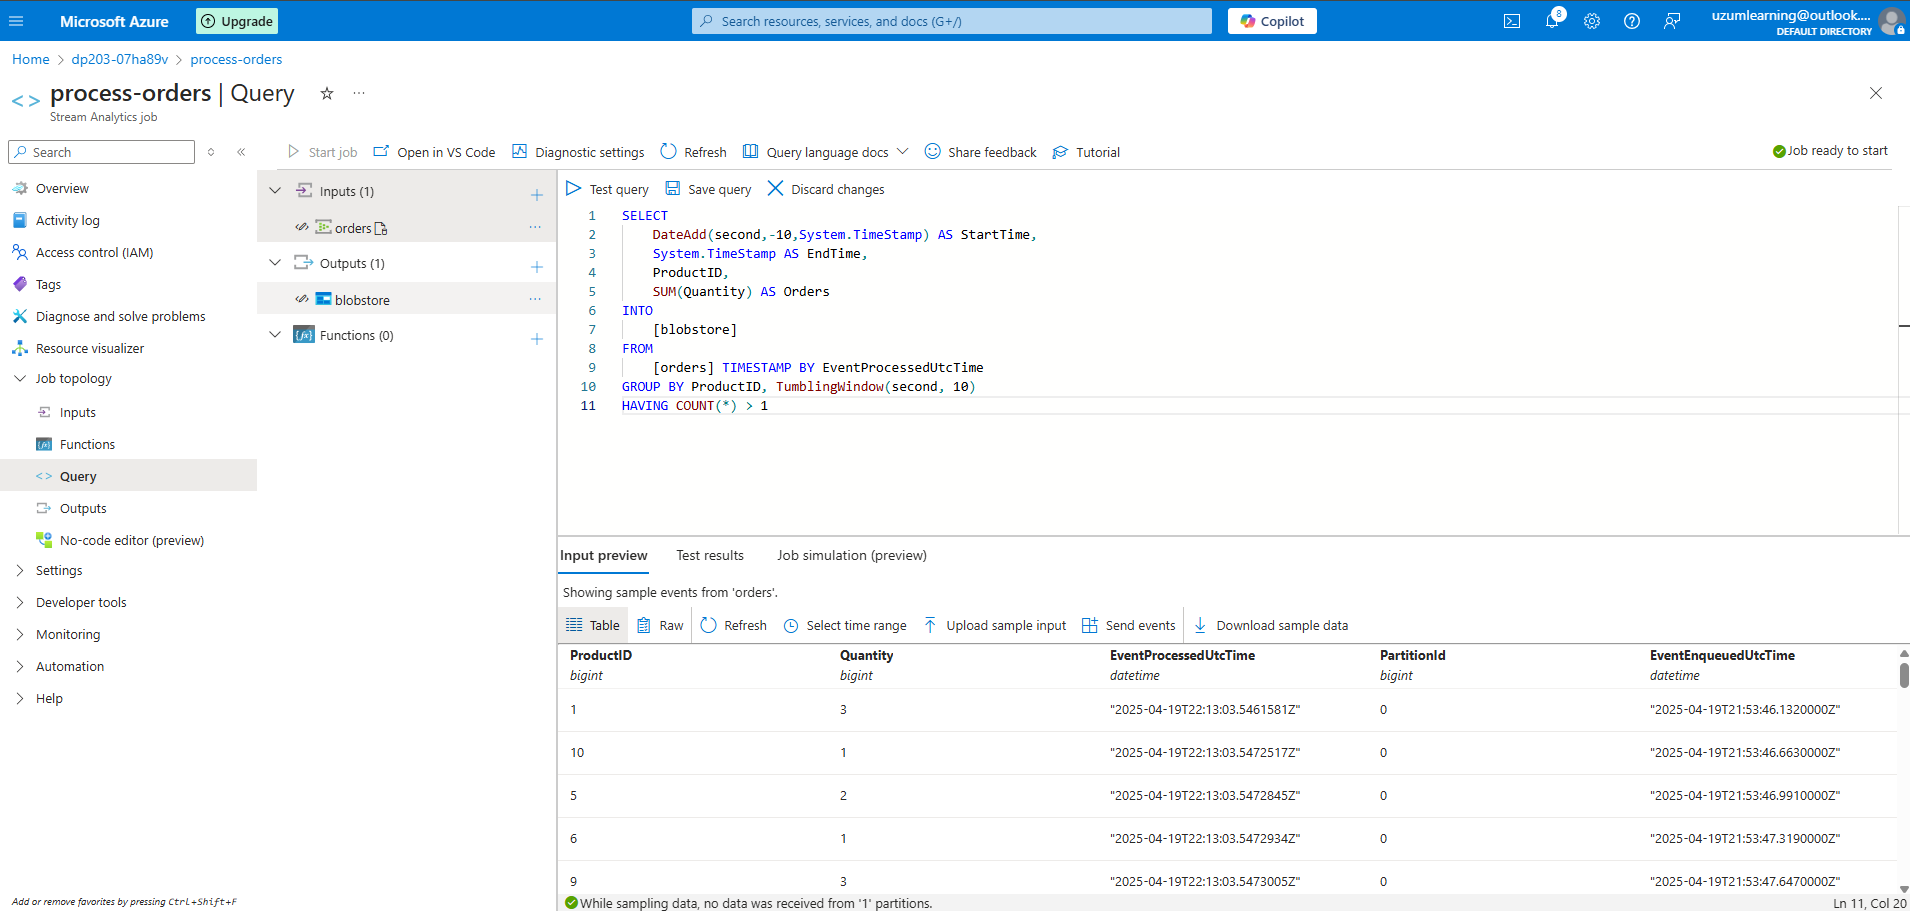 Microsoft Azure
Upgrade
Search resources, services, and docs (G+/)
Copilot
8
uzumlearning@outlook....
DEFAULT DIRECTORY
Home > dp203-07ha89v > process-orders
process-orders | Query
Stream Analytics job
Search
Start job
Open in VS Code
Diagnostic settings
Refresh
Query language docs
Share feedback
Tutorial
Job ready to start
Overview
Activity log
Access control (IAM)
Tags
Diagnose and solve problems
Resource visualizer
Job topology
Inputs
Functions
Query
Outputs
No-code editor (preview)
Settings
Developer tools
Monitoring
Automation
Help
Add or remove favorites by pressing Ctrl+Shift+F
Inputs (1)
orders
Outputs (1)
blobstore
Functions (0)
Test query
Save query
Discard changes
1 SELECT
2 DateAdd(second,-10,System.TimeStamp) AS StartTime,
3 System.TimeStamp AS EndTime,
4 ProductID,
5 SUM(Quantity) AS Orders
6 INTO
7 [blobstore]
8 FROM
9 [orders] TIMESTAMP BY EventProcessedUtcTime
10 GROUP BY ProductID, TumblingWindow(second, 10)
11 HAVING COUNT(*) > 1
Input preview
Test results
Job simulation (preview)
Showing sample events from 'orders'.
Table
Raw
Refresh
Select time range
Upload sample input
Send events
Download sample data
ProductID Quantity EventProcessedUtcTime PartitionId EventEnqueuedUtcTime
bigint bigint datetime bigint datetime
1 3 "2025-04-19T22:13:03.5461581Z" 0 "2025-04-19T21:53:46.1320000Z"
10 1 "2025-04-19T22:13:03.5472517Z" 0 "2025-04-19T21:53:46.6630000Z"
5 2 "2025-04-19T22:13:03.5472845Z" 0 "2025-04-19T21:53:46.9910000Z"
6 1 "2025-04-19T22:13:03.5472934Z" 0 "2025-04-19T21:53:47.3190000Z"
9 3 "2025-04-19T22:13:03.5473005Z" 0 "2025-04-19T21:53:47.6470000Z"
While sampling data, no data was received from '1' partitions.
Ln 11, Col 20